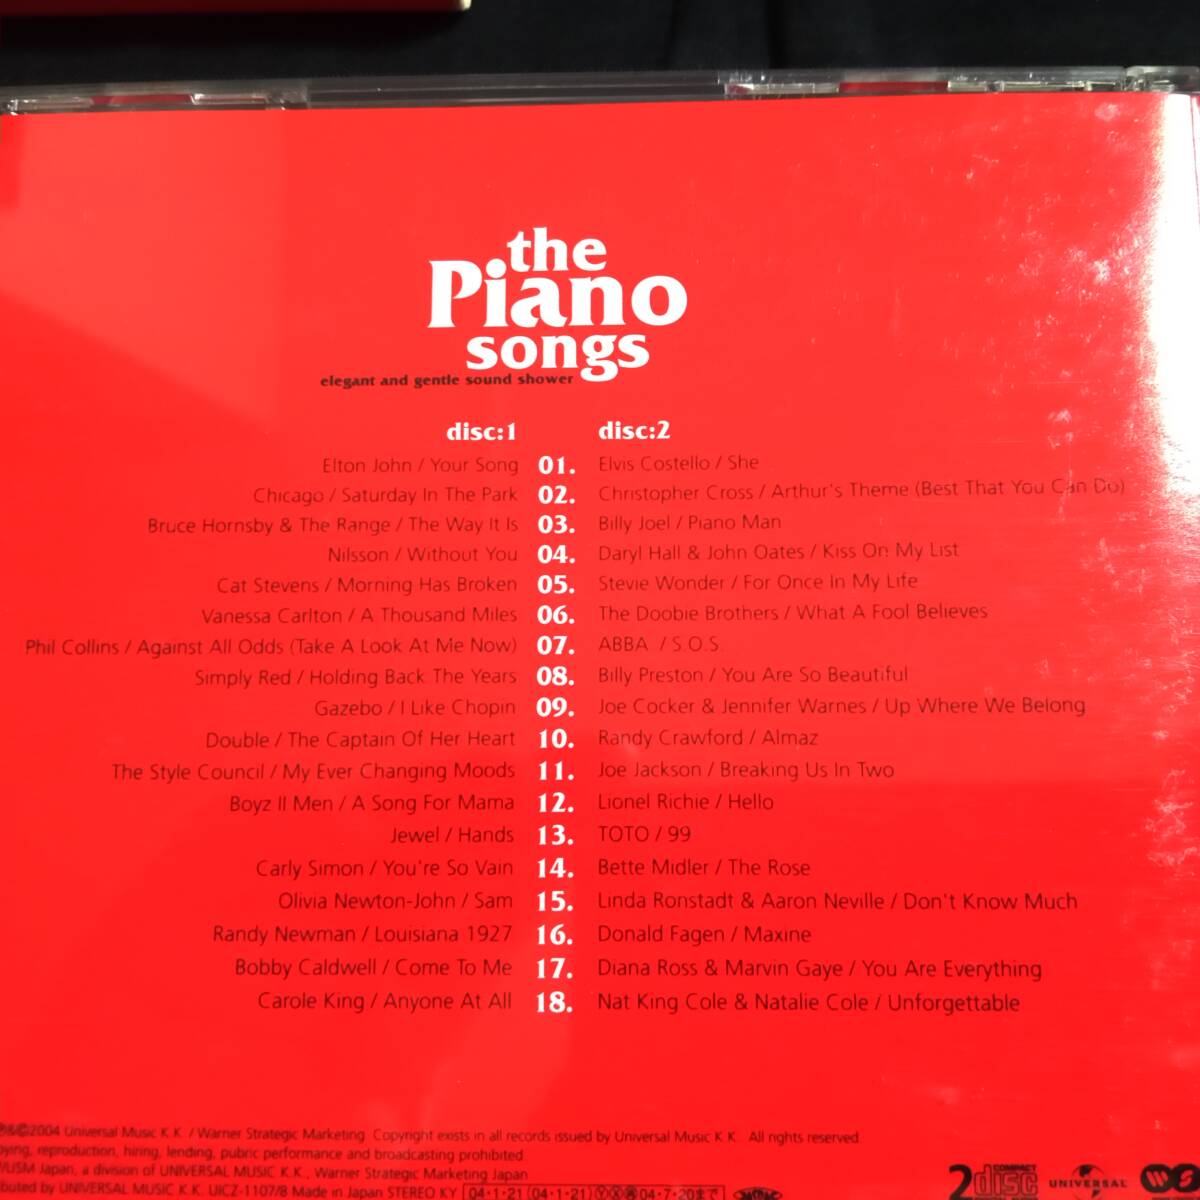 the
Piano
songs
elegant and gentle sound shower
disc:1
Elton John / Your Song 01.
Chicago / Saturday In The Park 02.
Bruce Hornsby & The Range / The Way It Is 03.
Nilsson / Without You 04.
Cat Stevens / Morning Has Broken 05.
Vanessa Carlton / A Thousand Miles 06.
Phil Collins / Against All Odds (Take A Look At Me Now) 07.
Simply Red / Holding Back The Years 08.
Gazebo / I Like Chopin 09.
Double / The Captain Of Her Heart 10.
The Style Council / My Ever Changing Moods 11.
Boyz II Men / A Song For Mama 12.
Jewel / Hands 13.
Carly Simon / You're So Vain 14.
Olivia Newton-John / Sam 15.
Randy Newman / Louisiana 1927 16.
Bobby Caldwell / Come To Me 17.
Carole King / Anyone At All 18.
disc:2
Elvis Costello / She
Christopher Cross / Arthur's Theme (Best That You Can Do)
Billy Joel / Piano Man
Daryl Hall & John Oates / Kiss On My List
Stevie Wonder / For Once In My Life
The Doobie Brothers / What A Fool Believes
ABBA / S.O.S.
Billy Preston / You Are So Beautiful
Joe Cocker & Jennifer Warnes / Up Where We Belong
Randy Crawford / Almaz
Joe Jackson / Breaking Us In Two
Lionel Richie / Hello
TOTO / 99
Bette Midler / The Rose
Linda Ronstadt & Aaron Neville / Don't Know Much
Donald Fagen / Maxine
Diana Ross & Marvin Gaye / You Are Everything
Nat King Cole & Natalie Cole / Unforgettable
℗&©2004 Universal Music K.K. / Warner Strategic Marketing. Copyright exists in all records issued by Universal Music K.K. All rights reserved.
reproduction, hiring, lending, pubric performance and broadcasting prohibited.
Japan, a division of UNIVERSAL MUSIC K.K., Warner Strategic Marketing Japan
by UNIVERSAL MUSIC K.K. UICZ-1107/8 Made in Japan STEREO KY 04·1·21 (04·1·21) 04·7·20まで
2 COMPACT disc
UNIVERSAL